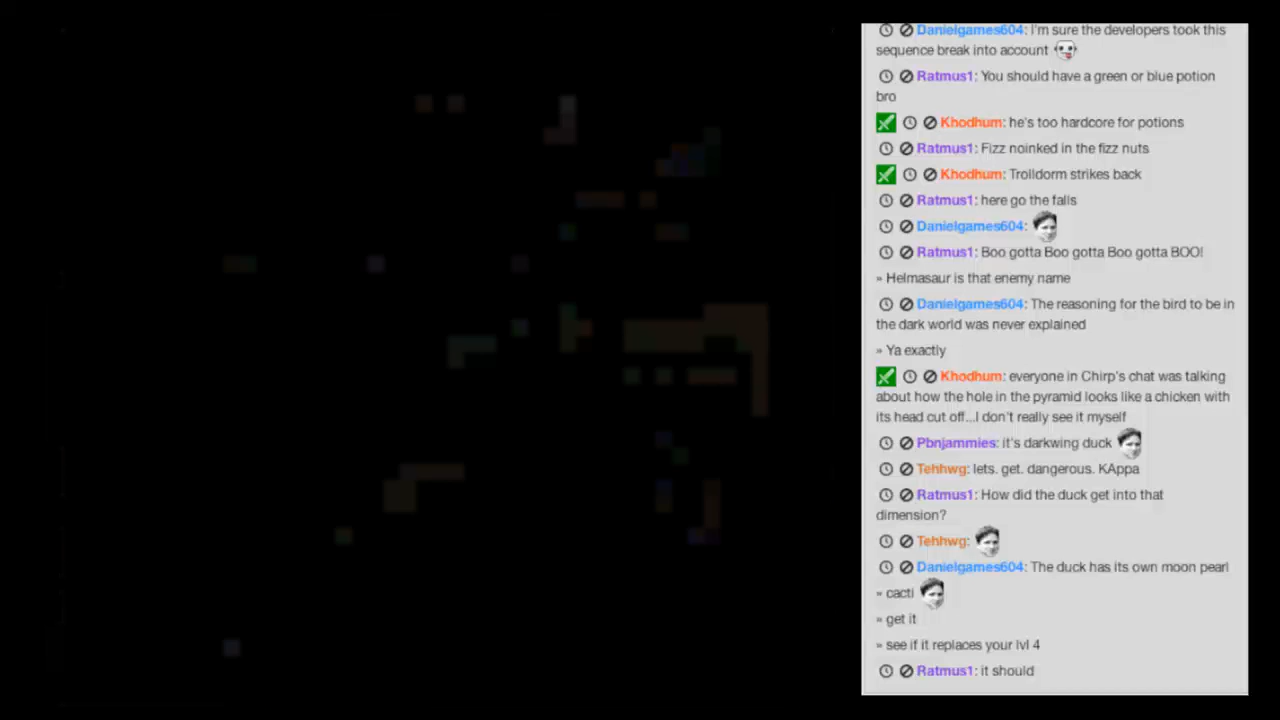 Danielgames604: I'm sure the developers took this
sequence break into account
Ratmus1: You should have a green or blue potion
bro
Khodhum: he's too hardcore for potions
Ratmus1: Fizz noinked in the fizz nuts
Khodhum: Trolldorm strikes back
Ratmus1: here go the falls
Danielgames604:
Ratmus1: Boo gotta Boo gotta Boo gotta BOO!
» Helmasaur is that enemy name
Danielgames604: The reasoning for the bird to be in
the dark world was never explained
» Ya exactly
Khodhum: everyone in Chirp's chat was talking
about how the hole in the pyramid looks like a chicken with
its head cut off...I don't really see it myself
Pbnjammies: it's darkwing duck
Tehhwg: lets. get. dangerous. KAppa
Ratmus1: How did the duck get into that
dimension?
Tehhwg:
Danielgames604: The duck has its own moon pearl
» cacti
» get it
» see if it replaces your lvl 4
Ratmus1: it should